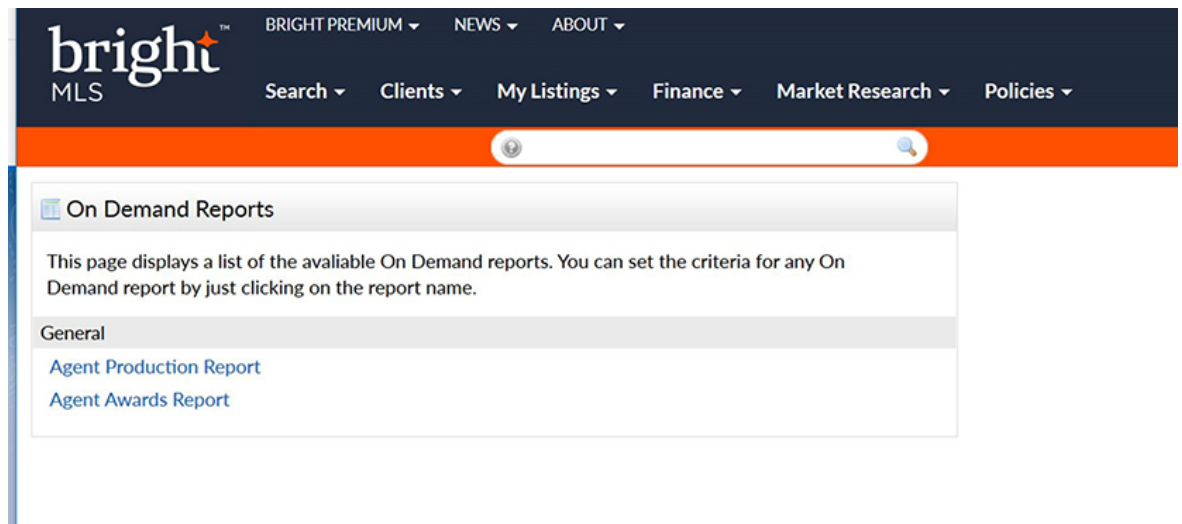 bright™
MLS
BRIGHT PREMIUM NEWS ABOUT
Search Clients My Listings Finance Market Research Policies
On Demand Reports
This page displays a list of the avaliable On Demand reports. You can set the criteria for any On
Demand report by just clicking on the report name.
General
Agent Production Report
Agent Awards Report